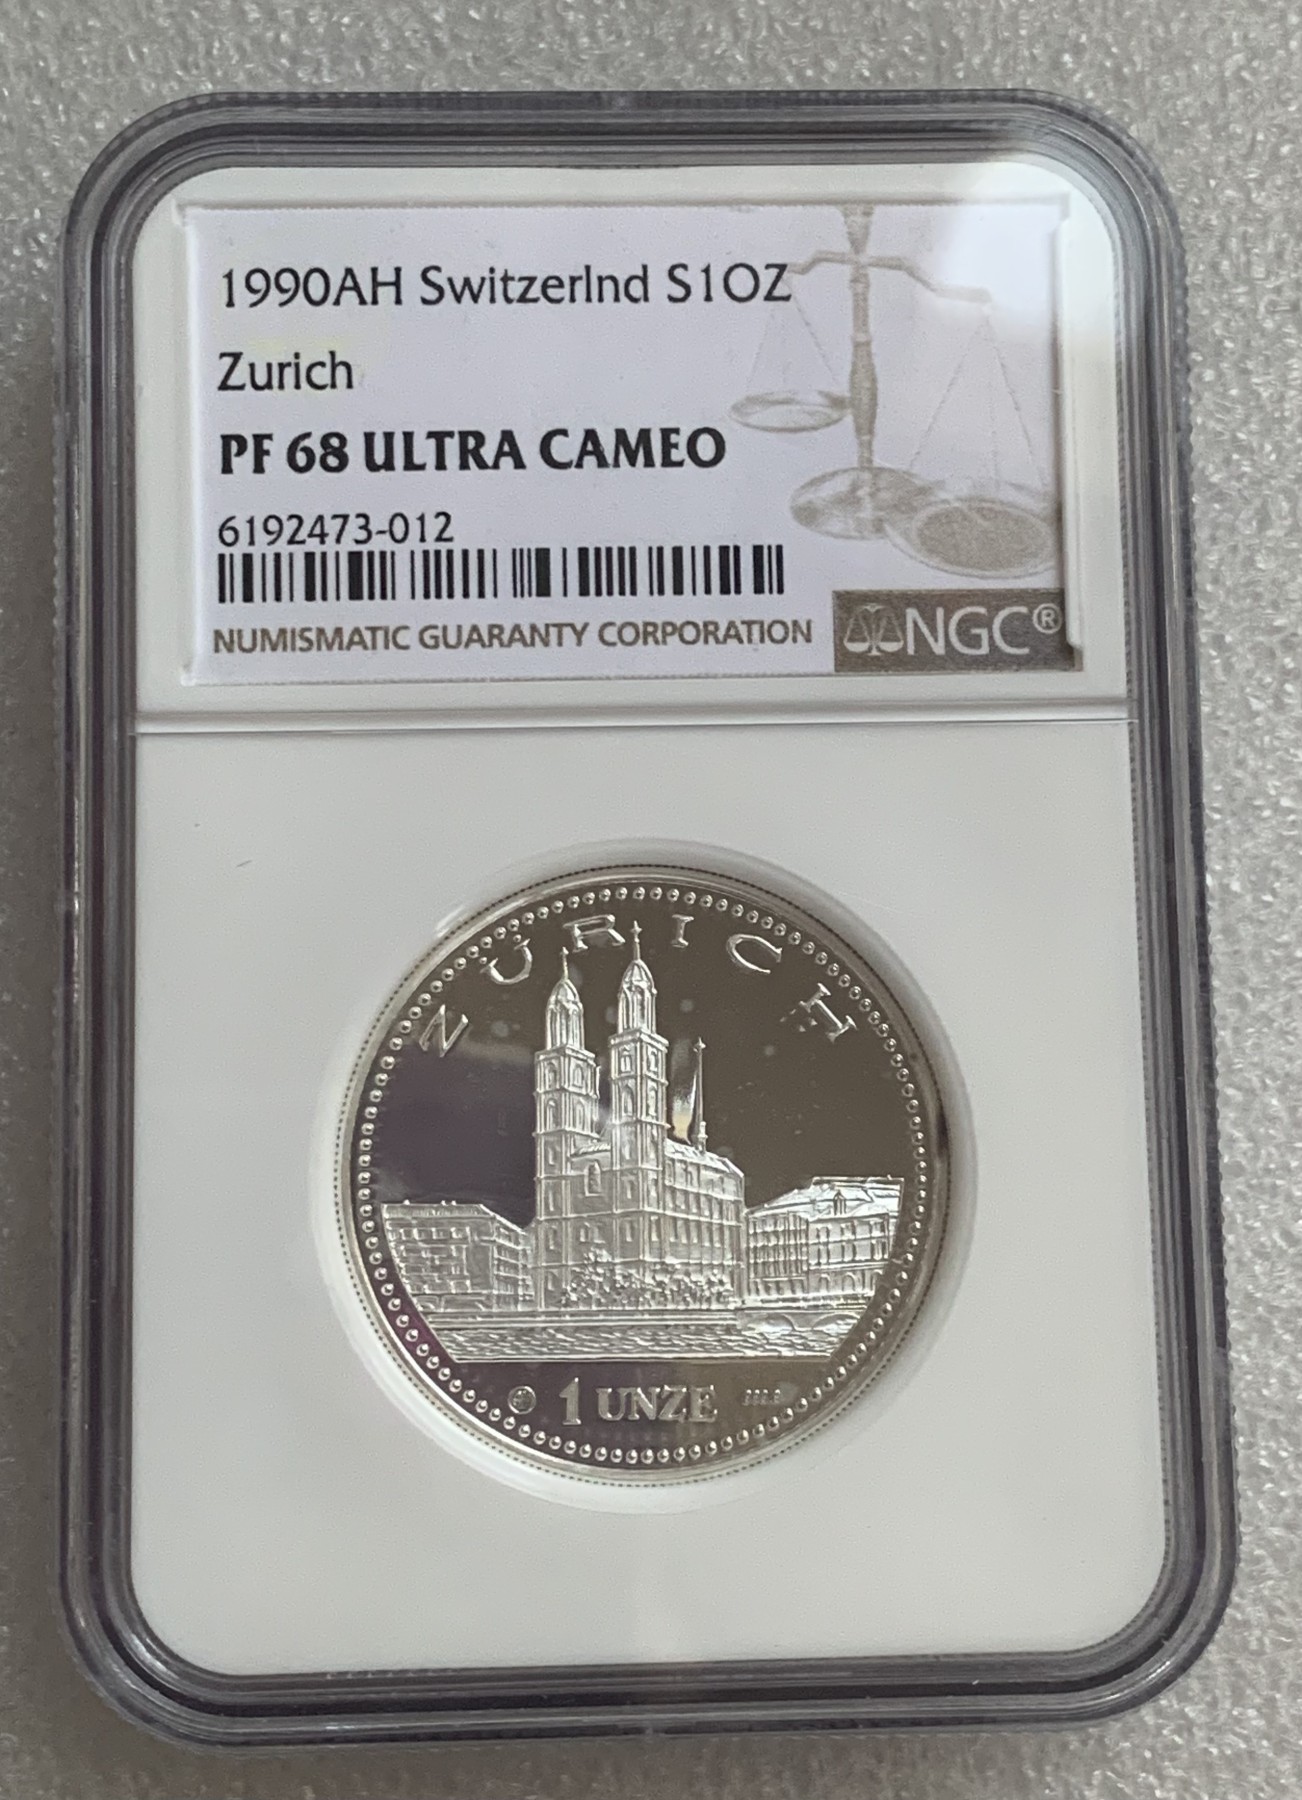 1990AH Switzerlnd S1OZ
Zurich
PF 68 ULTRA CAMEO
6192473-012
NUMISMATIC GUARANTY CORPORATION
NGC®
ZÜRICH
1 UNZE